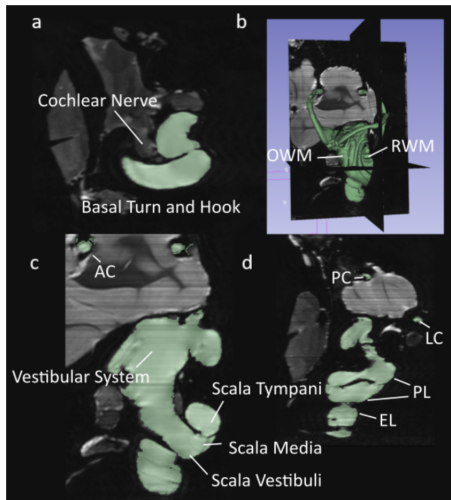 a
b
Cochlear Nerve
OWM
RWM
Basal Turn and Hook
c
d
AC
PC
LC
Vestibular System
Scala Tympani
PL
EL
Scala Media
Scala Vestibuli